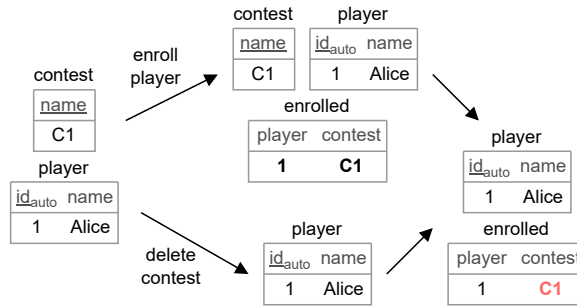 contest
name
C1
player
id_auto name
1 Alice
enroll
player
contest
name
C1
player
id_auto name
1 Alice
enrolled
player contest
1 C1
delete
contest
player
id_auto name
1 Alice
player
id_auto name
1 Alice
enrolled
player contest
1 C1